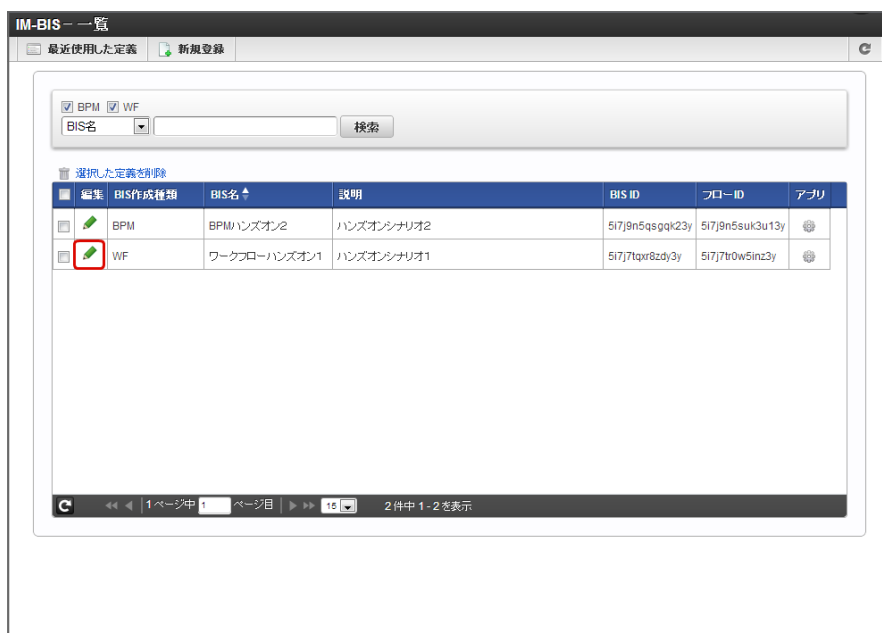 IM-BIS－一覧
最近使用した定義 新規登録
BPM WF
BIS名 検索
選択した定義を削除
編集 BIS作成種類 BIS名 説明 BIS ID フローID アプリ
BPM BPMハンズオン2 ハンズオンシナリオ2 5i7j9n5qsgqk23y 5i7j9n5suk3u13y
WF ワークフローハンズオン1 ハンズオンシナリオ1 5i7j7tqxr8zdy3y 5i7j7tr0w5inz3y
1 ページ中 1 ページ目 15 2 件中 1 - 2 を表示